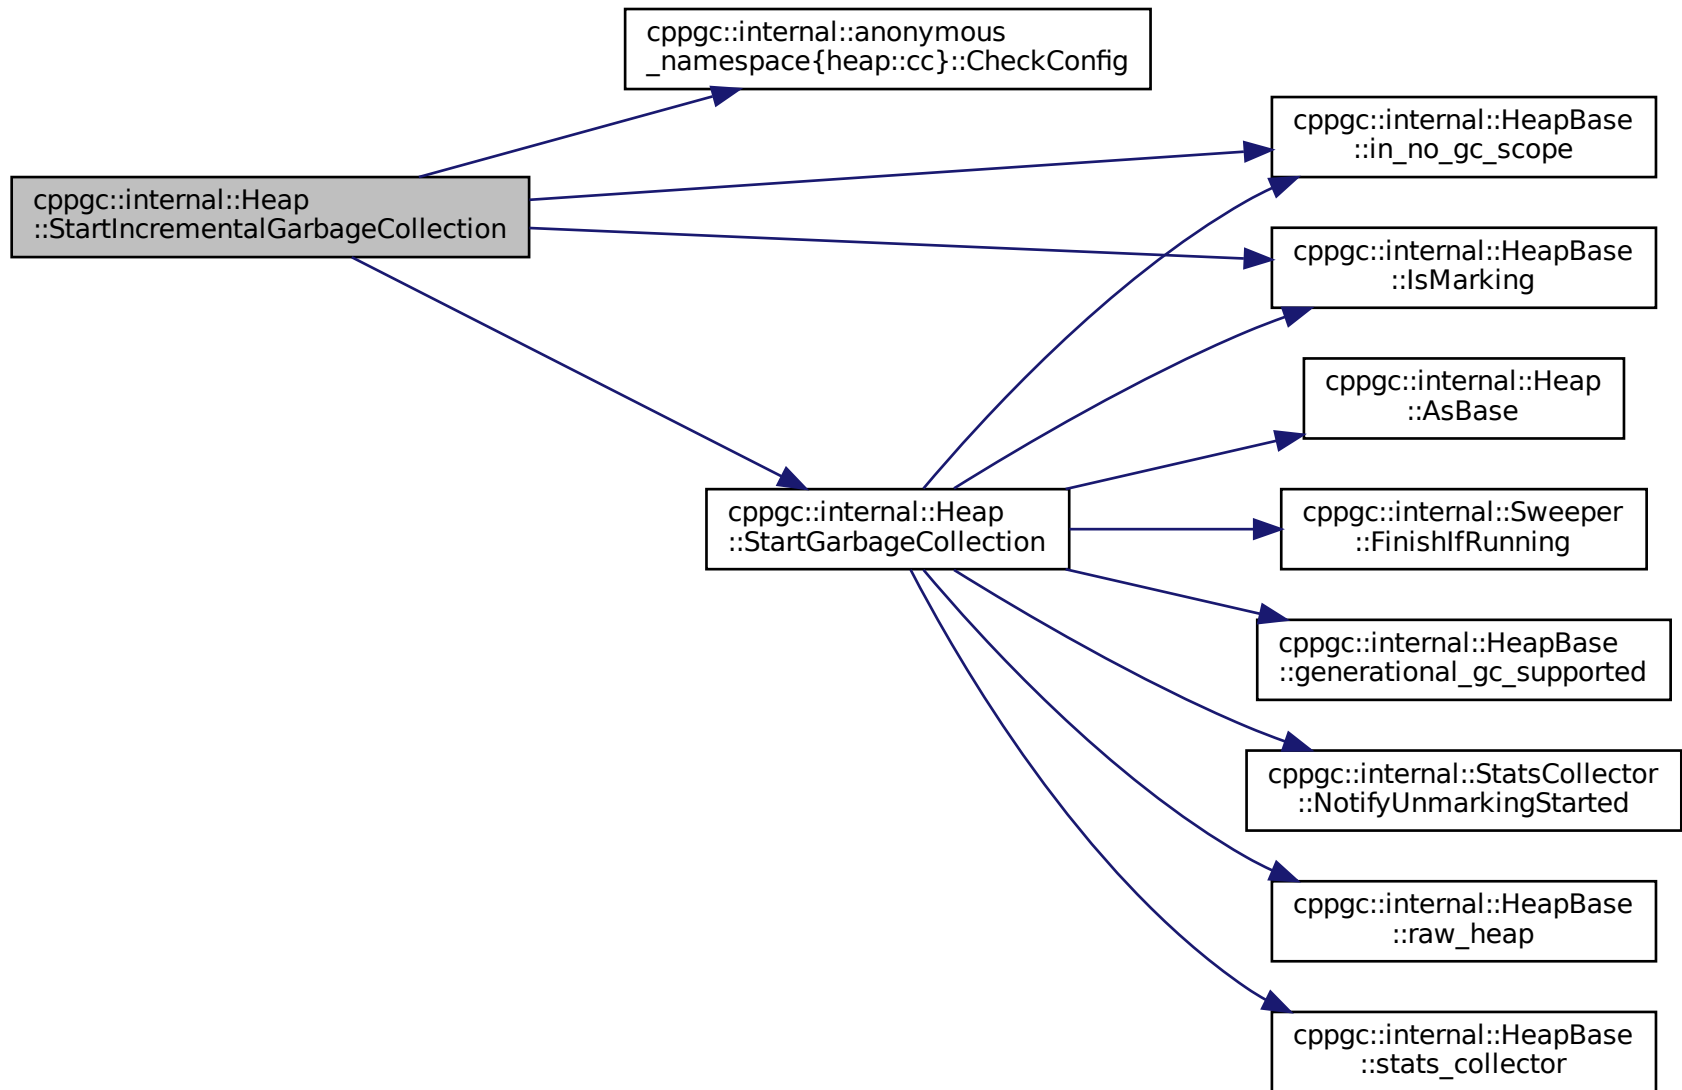 cppgc::internal::anonymous
_namespace{heap::cc}::CheckConfig
cppgc::internal::HeapBase
::in_no_gc_scope
cppgc::internal::Heap
::StartIncrementalGarbageCollection
cppgc::internal::HeapBase
::IsMarking
cppgc::internal::Heap
::AsBase
cppgc::internal::Heap
::StartGarbageCollection
cppgc::internal::Sweeper
::FinishIfRunning
cppgc::internal::HeapBase
::generational_gc_supported
cppgc::internal::StatsCollector
::NotifyUnmarkingStarted
cppgc::internal::HeapBase
::raw_heap
cppgc::internal::HeapBase
::stats_collector